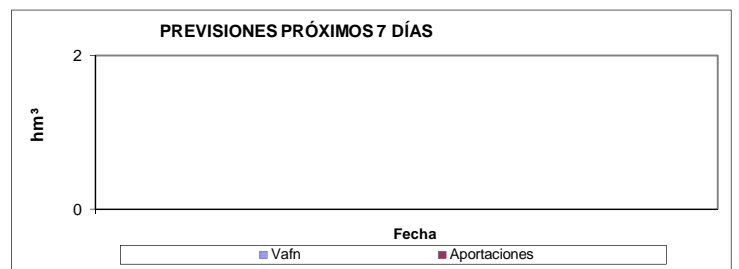 PREVISIONES PRÓXIMOS 7 DÍAS
2
hm³
0
Fecha
Vafn Aportaciones